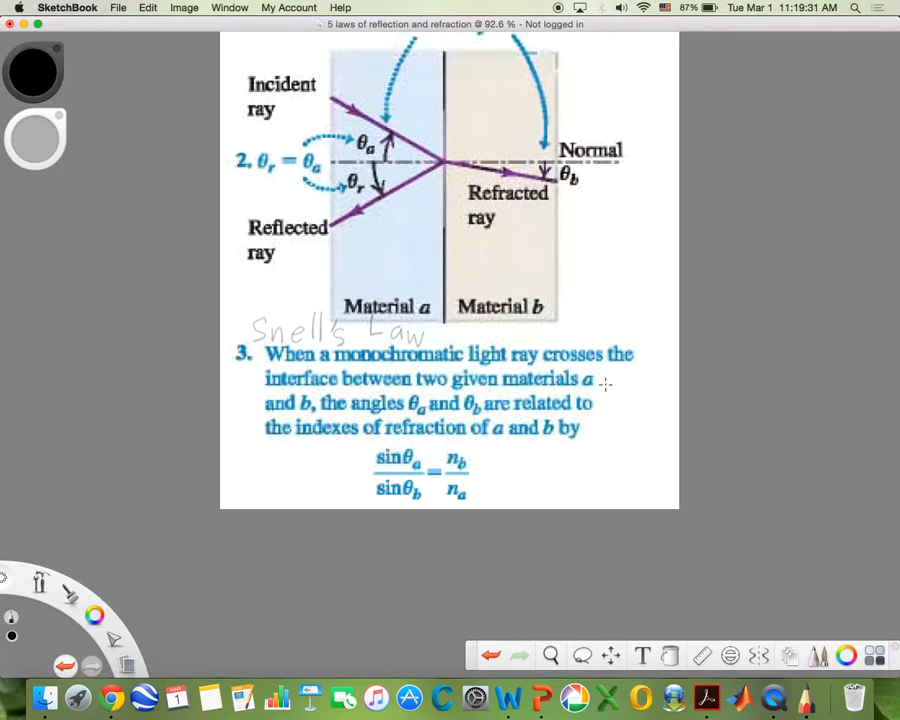 SketchBook File Edit Image Window My Account Help 87% Tue Mar 1 11:19:31 AM
5 laws of reflection and refraction @ 92.6 % - Not logged in
Incident
ray
θa
2. θr = θa
Normal
θb
θr
Refracted
ray
Reflected
ray
Material a Material b
Snell's Law
3. When a monochromatic light ray crosses the
interface between two given materials a
and b, the angles θa and θb are related to
the indexes of refraction of a and b by
sinθa / sinθb = nb / na